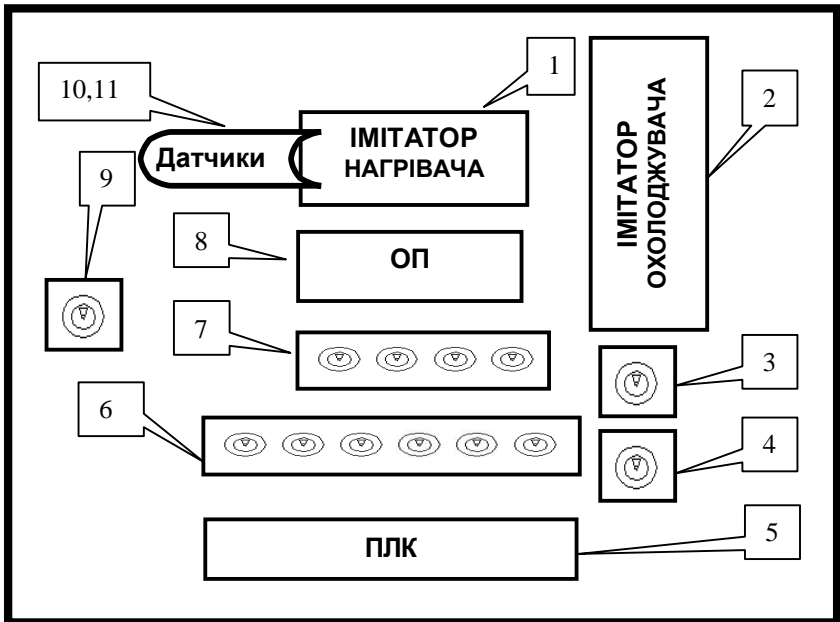 1
10,11
2
ІМІТАТОР
НАГРІВАЧА
Датчики
ІМІТАТОР
ОХОЛОДЖУВАЧА
9
8
ОП
7
3
6
4
ПЛК
5